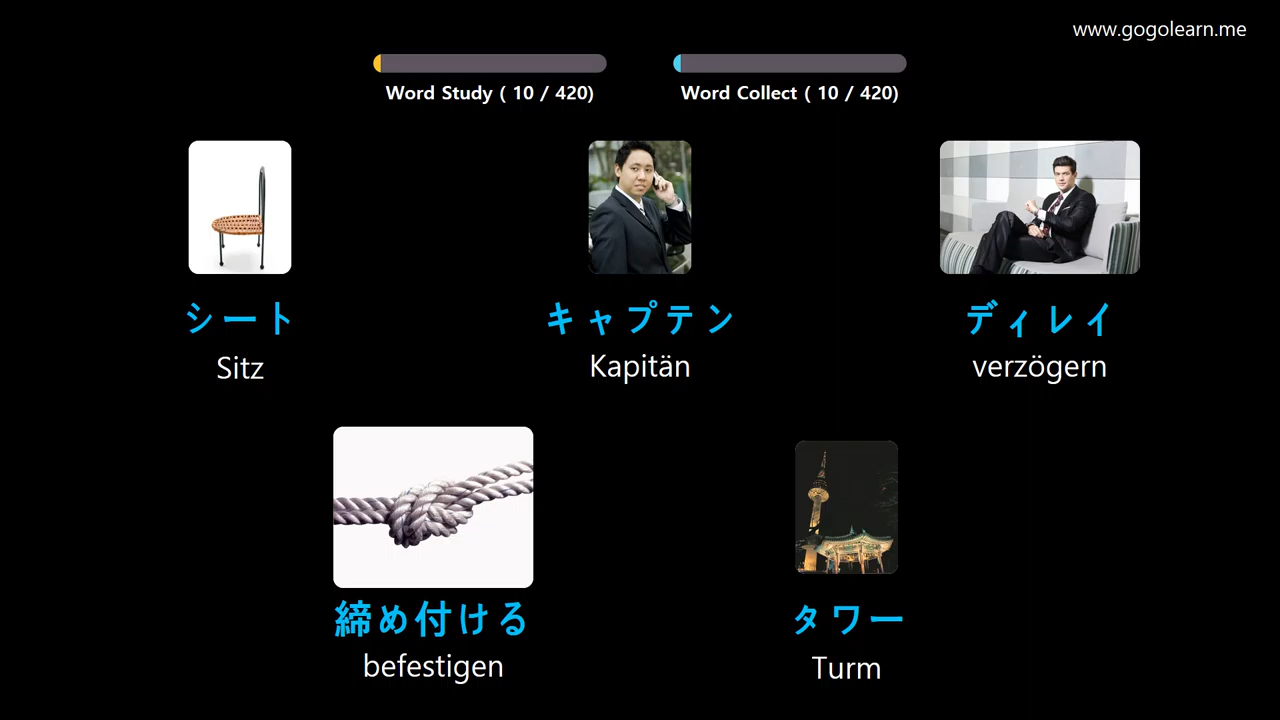 www.gogolearn.me
Word Study ( 10 / 420)
Word Collect ( 10 / 420)
シート
Sitz
キャプテン
Kapitän
ディレイ
verzögern
締め付ける
befestigen
タワー
Turm